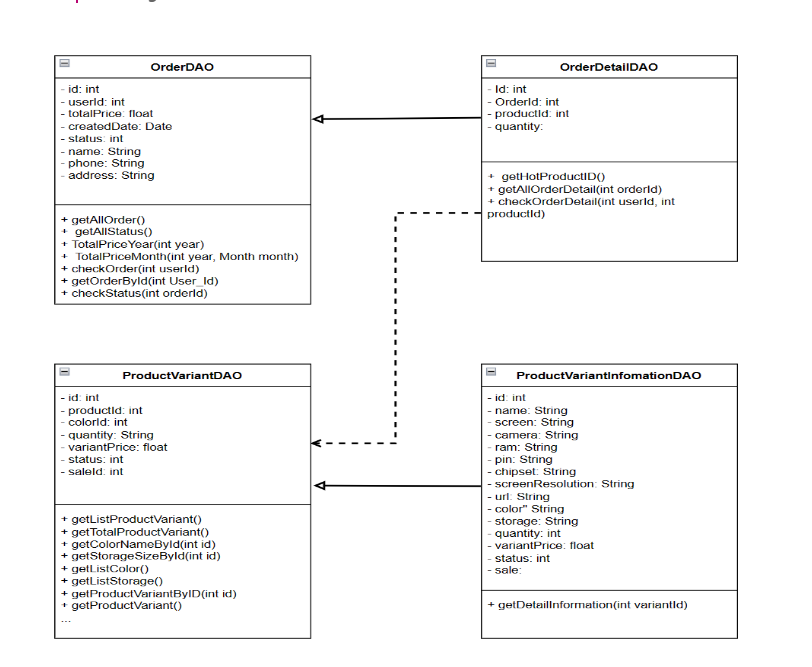 OrderDAO
- id: int
- userId: int
- totalPrice: float
- createdDate: Date
- status: int
- name: String
- phone: String
- address: String
+ getAllOrder()
+ getAllStatus()
+ TotalPriceYear(int year)
+ TotalPriceMonth(int year, Month month)
+ checkOrder(int userId)
+ getOrderById(int User_Id)
+ checkStatus(int orderId)
OrderDetailDAO
- Id: int
- OrderId: int
- productId: int
- quantity:
+ getHotProductID()
+ getAllOrderDetail(int orderId)
+ checkOrderDetail(int userId, int
productId)
ProductVariantDAO
- id: int
- productId: int
- colorId: int
- quantity: String
- variantPrice: float
- status: int
- saleId: int
+ getListProductVariant()
+ getTotalProductVariant()
+ getColorNameById(int id)
+ getStorageSizeById(int id)
+ getListColor()
+ getListStorage()
+ getProductVariantByID(int id)
+ getProductVariant()
...
ProductVariantInfomationDAO
- id: int
- name: String
- screen: String
- camera: String
- ram: String
- pin: String
- chipset: String
- screenResolution: String
- url: String
- color" String
- storage: String
- quantity: int
- variantPrice: float
- status: int
- sale:
+ getDetailInformation(int variantId)